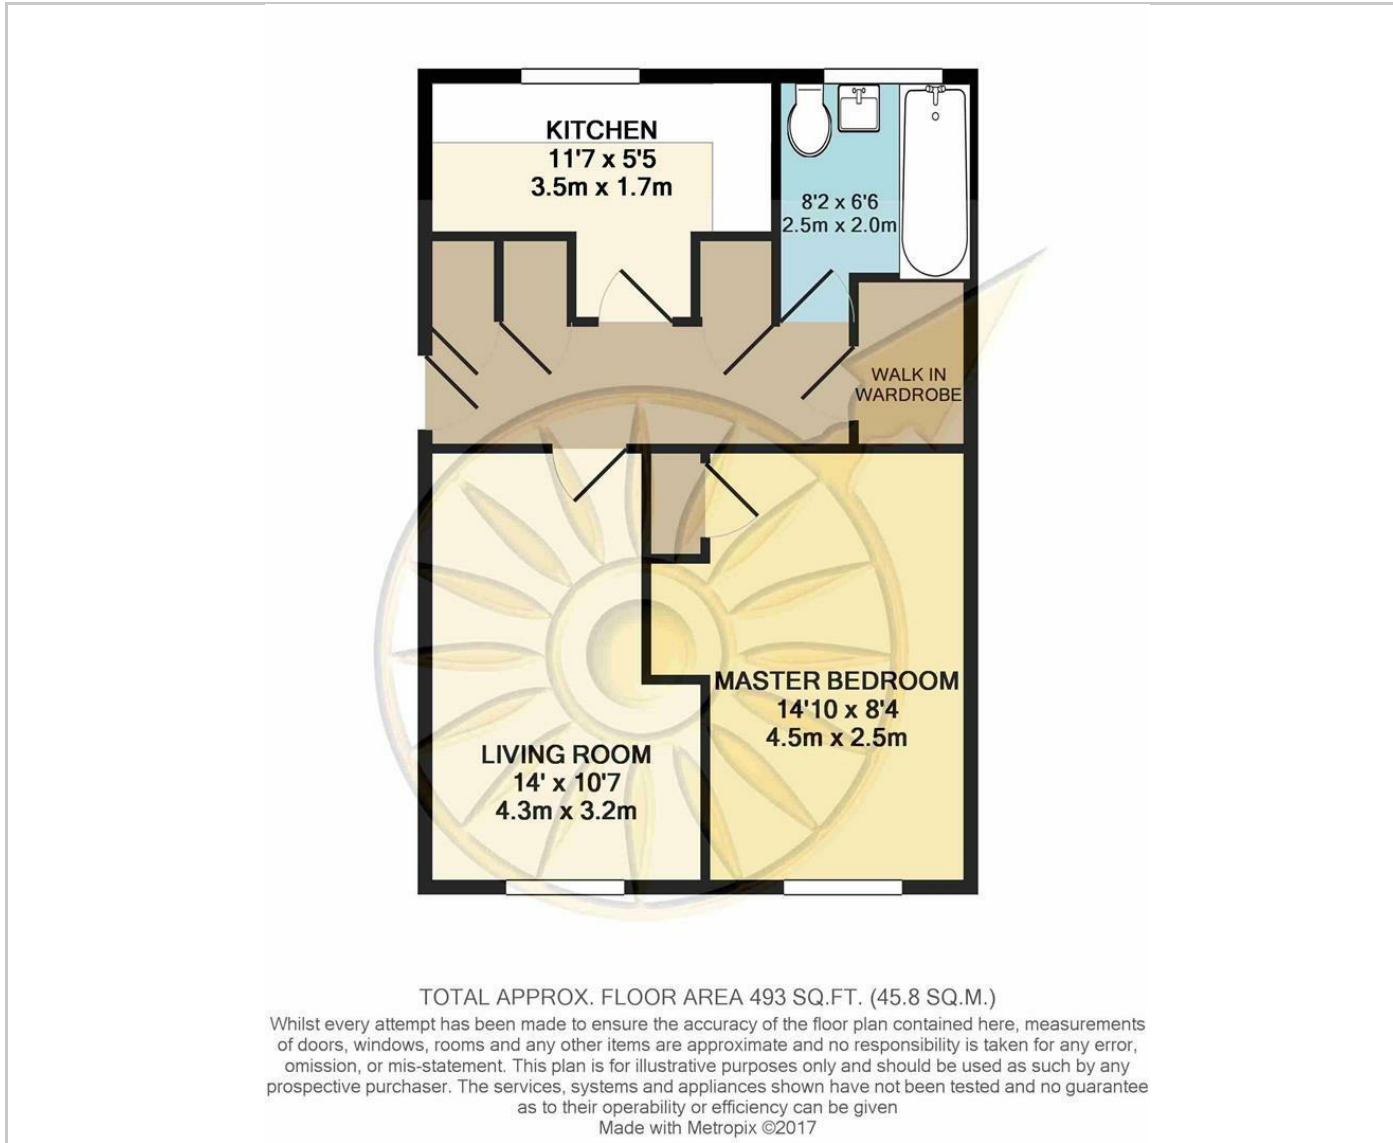 KITCHEN
11'7 x 5'5
3.5m x 1.7m
8'2 x 6'6
2.5m x 2.0m
WALK IN
WARDROBE
MASTER BEDROOM
14'10 x 8'4
4.5m x 2.5m
LIVING ROOM
14' x 10'7
4.3m x 3.2m
TOTAL APPROX. FLOOR AREA 493 SQ.FT. (45.8 SQ.M.)
Whilst every attempt has been made to ensure the accuracy of the floor plan contained here, measurements
of doors, windows, rooms and any other items are approximate and no responsibility is taken for any error,
omission, or mis-statement. This plan is for illustrative purposes only and should be used as such by any
prospective purchaser. The services, systems and appliances shown have not been tested and no guarantee
as to their operability or efficiency can be given
Made with Metropix ©2017